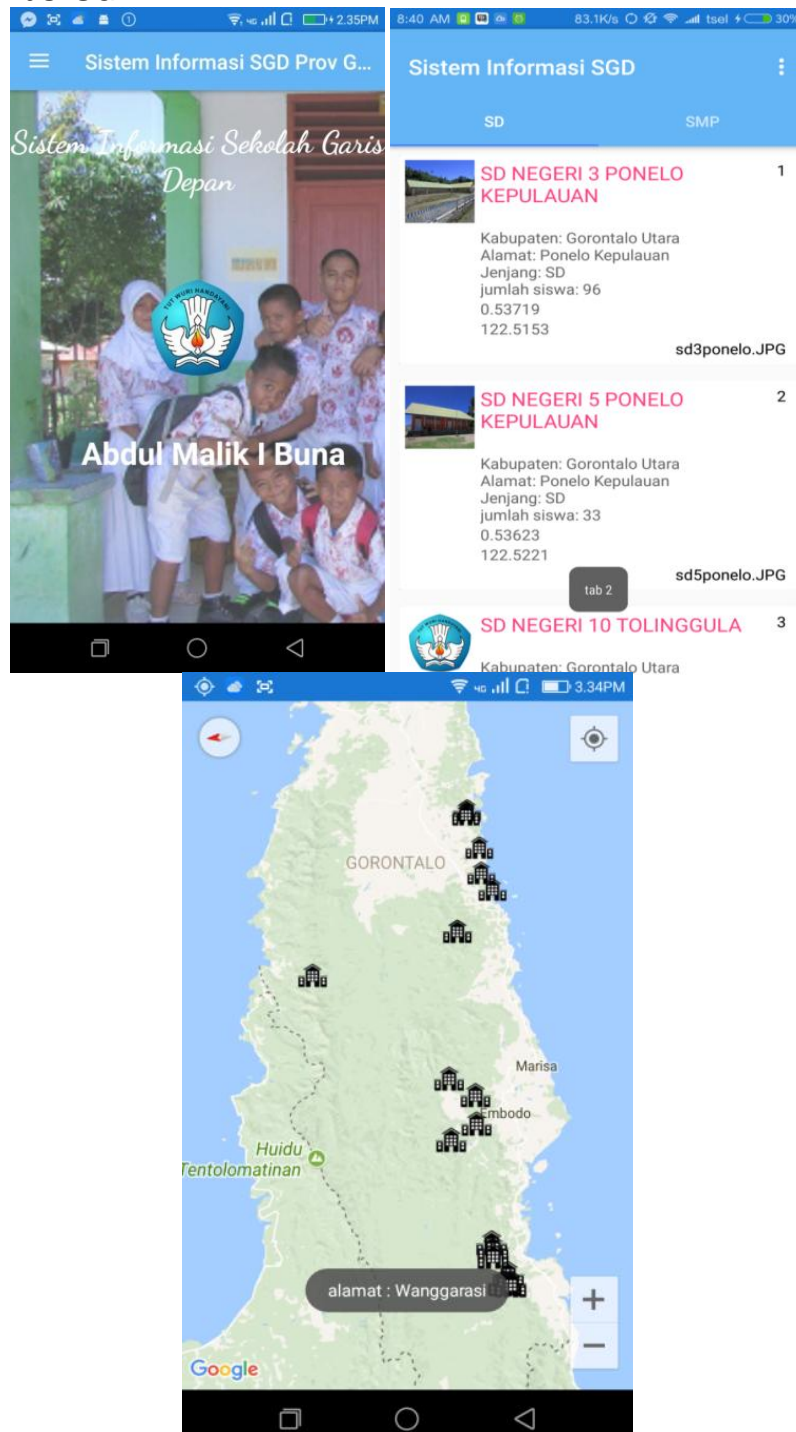 2.35PM
Sistem Informasi SGD Prov G...
Sistem Informasi Sekolah Garis
Depan
TUT WURI HANDAYANI
Abdul Malik I Buna
8:40 AM 83.1K/s tsel 30%
Sistem Informasi SGD
SD SMP
SD NEGERI 3 PONELO 1
KEPULAUAN
Kabupaten: Gorontalo Utara
Alamat: Ponelo Kepulauan
Jenjang: SD
jumlah siswa: 96
0.53719
122.5153
sd3ponelo.JPG
SD NEGERI 5 PONELO 2
KEPULAUAN
Kabupaten: Gorontalo Utara
Alamat: Ponelo Kepulauan
Jenjang: SD
jumlah siswa: 33
0.53623
122.5221
sd5ponelo.JPG
tab 2
SD NEGERI 10 TOLINGGULA 3
Kabupaten: Gorontalo Utara
4G 3.34PM
GORONTALO
Marisa
Embodo
Huidu
Tentolomatinan
alamat : Wanggarasi
Google